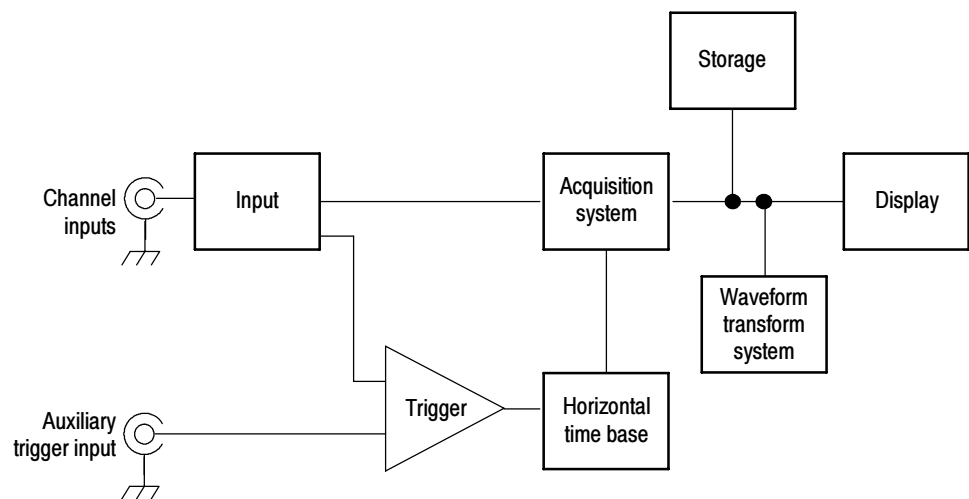 Storage
Channel
inputs
Input
Acquisition
system
Display
Waveform
transform
system
Auxiliary
trigger input
Trigger
Horizontal
time base